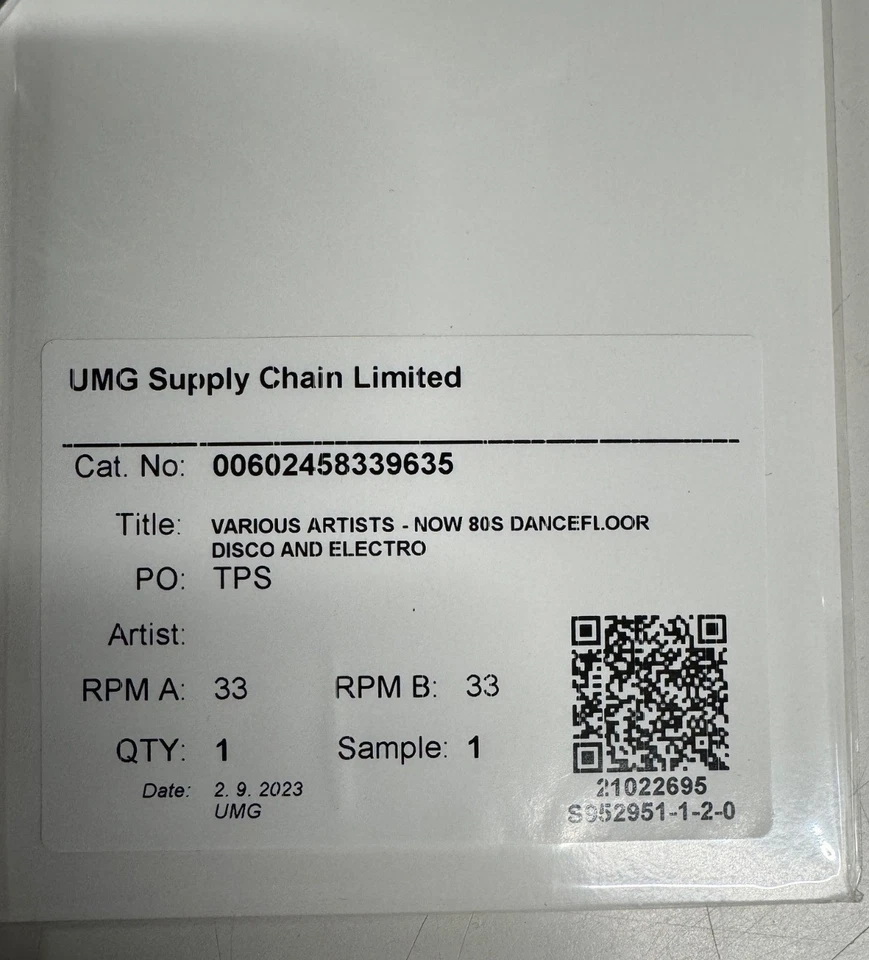 UMG Supply Chain Limited
Cat. No: 00602458339635
Title: VARIOUS ARTISTS - NOW 80S DANCEFLOOR
DISCO AND ELECTRO
PO: TPS
Artist:
RPM A: 33 RPM B: 33
QTY: 1 Sample: 1
Date: 2. 9. 2023
UMG
21022695
S952951-1-2-0